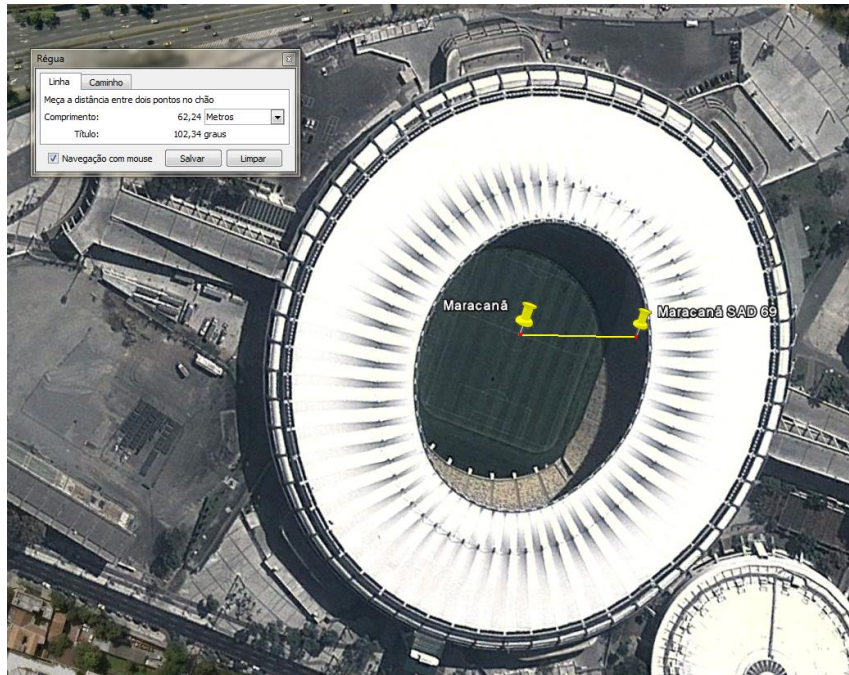 Régua
Linha Caminho
Meça a distância entre dois pontos no chão
Comprimento: 62,24 Metros
Título: 102,34 graus
Navegação com mouse Salvar Limpar
Maracanã
Maracanã SAD 69